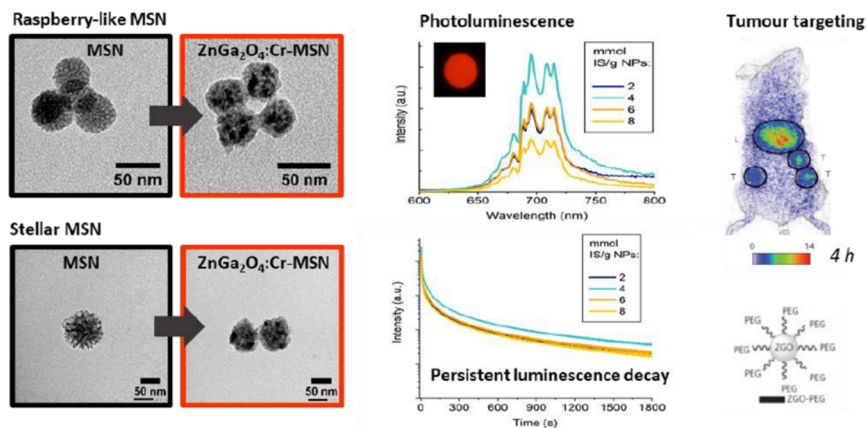 Raspberry-like MSN
MSN
ZnGa₂O₄:Cr-MSN
50 nm
50 nm
Stellar MSN
MSN
ZnGa₂O₄:Cr-MSN
50 nm
50 nm
Photoluminescence
mmol
IS/g NPs:
2
4
6
8
Intensity (a.u.)
600 650 700 750 800
Wavelength (nm)
mmol
IS/g NPs:
2
4
6
8
Intensity (a.u.)
Persistent luminescence decay
0 300 600 900 1200 1500 1800
Time (s)
Tumour targeting
L
T
T
T
0 14
4 h
PEG
PEG PEG
PEG PEG
ZGO
PEG PEG
PEG
ZGO-PEG